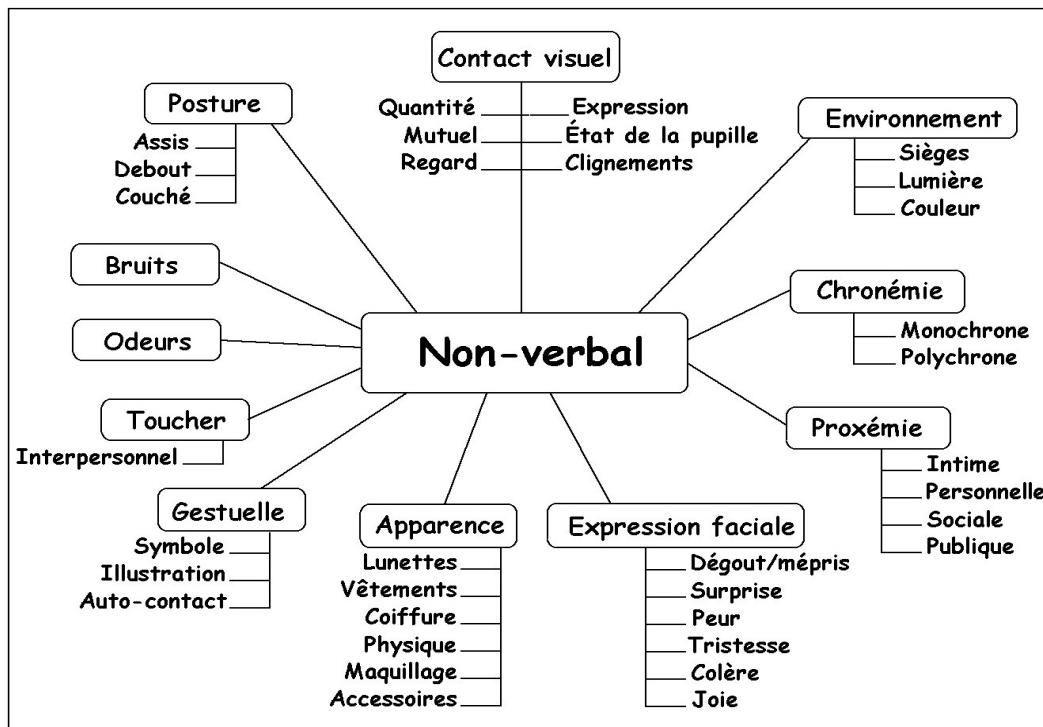 Contact visuel
Quantité
Mutuel
Regard
Expression
État de la pupille
Clignements
Posture
Assis
Debout
Couché
Environnement
Sièges
Lumière
Couleur
Bruits
Chronémie
Monochrone
Polychrone
Odeurs
Non-verbal
Toucher
Interpersonnel
Proxémie
Intime
Personnelle
Sociale
Publique
Gestuelle
Symbole
Illustration
Auto-contact
Apparence
Lunettes
Vêtements
Coiffure
Physique
Maquillage
Accessoires
Expression faciale
Dégout/mépris
Surprise
Peur
Tristesse
Colère
Joie